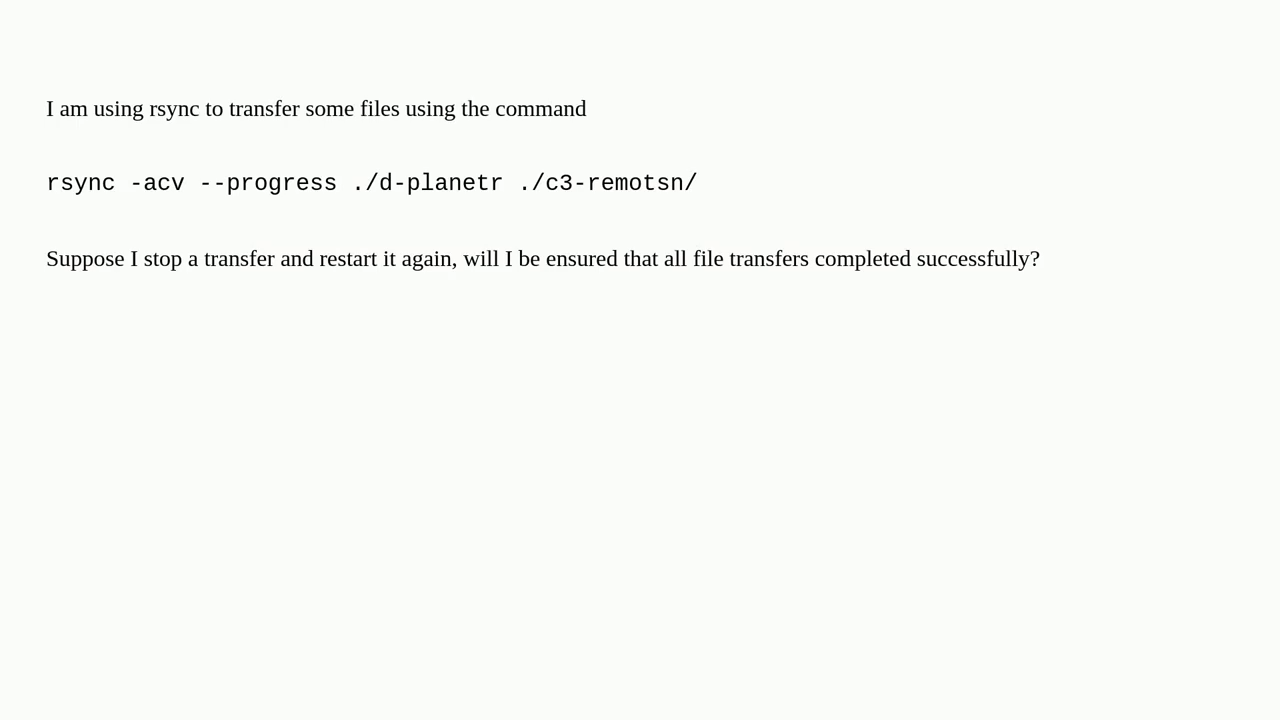 I am using rsync to transfer some files using the command
rsync -acv --progress ./d-planetr ./c3-remotsn/
Suppose I stop a transfer and restart it again, will I be ensured that all file transfers completed successfully?